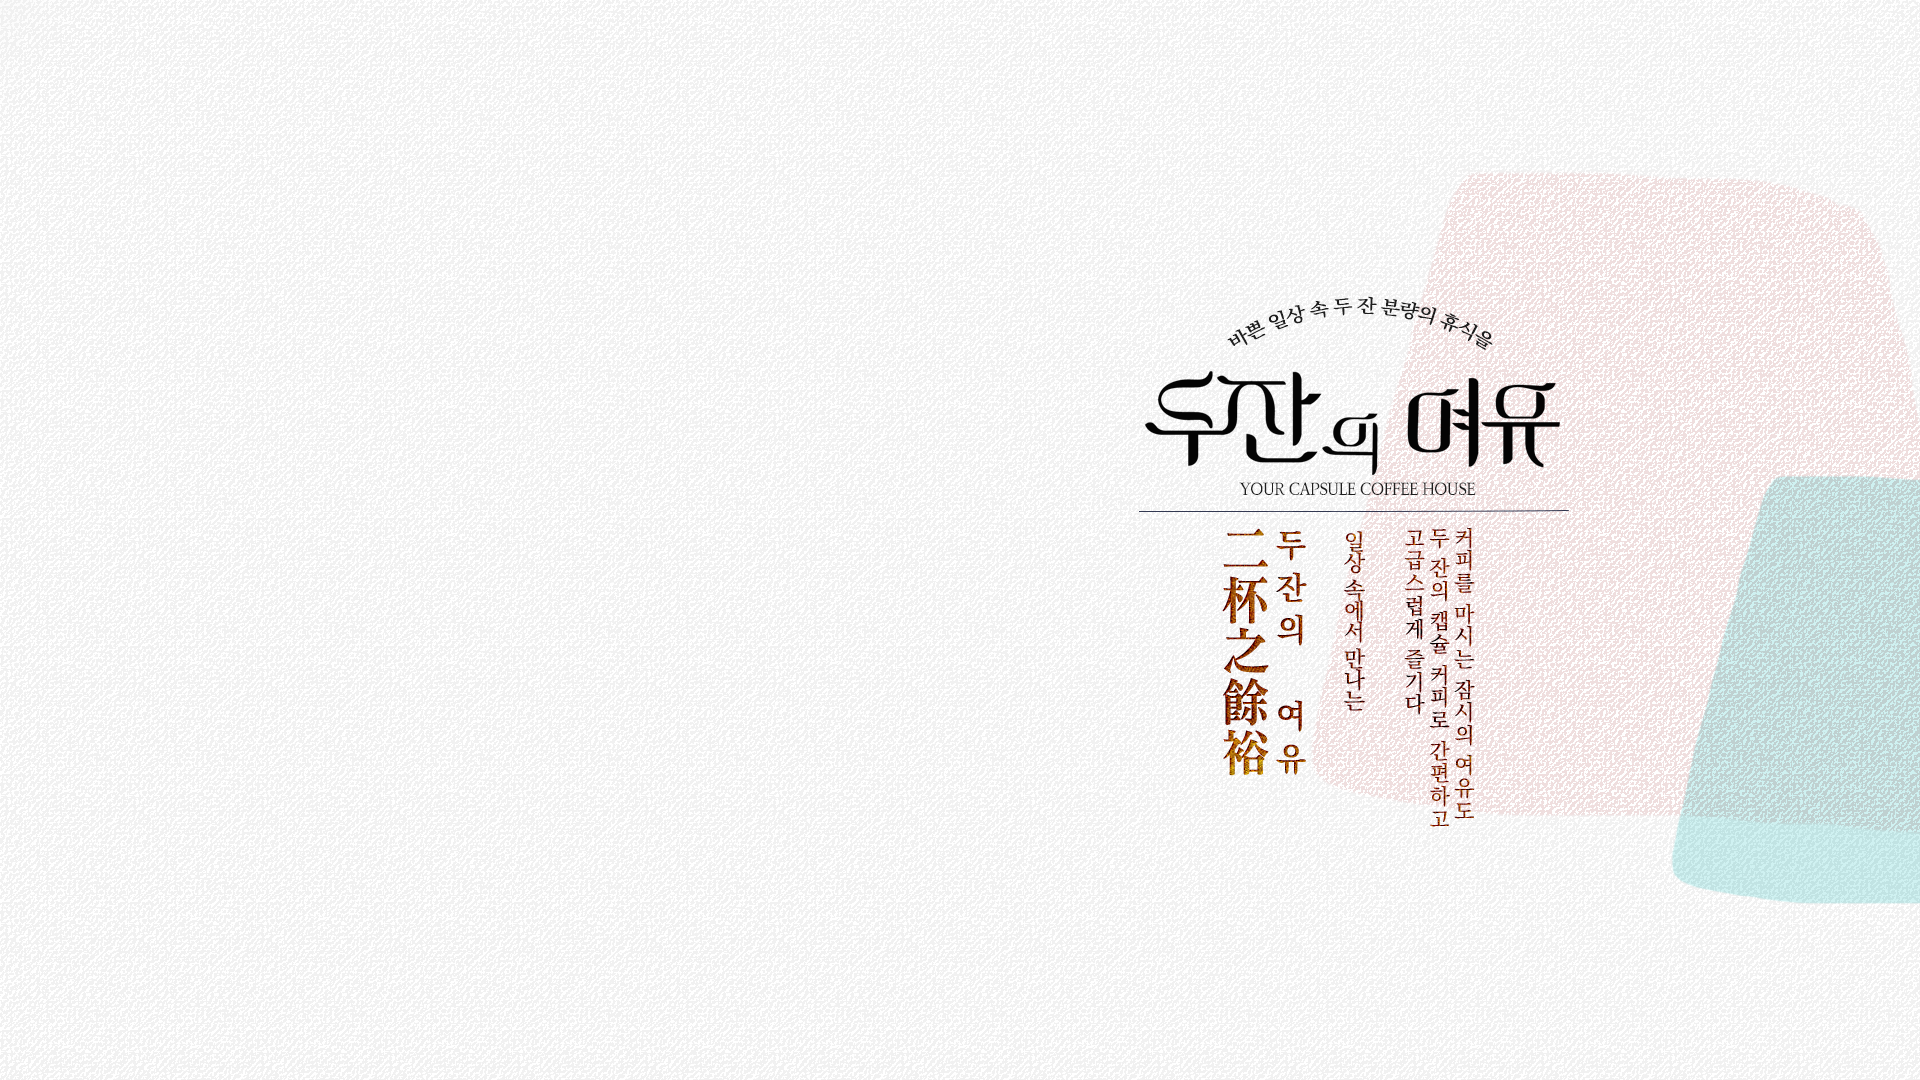 바쁜 일상 속 두 잔 분량의 휴식을
두잔의 여유
YOUR CAPSULE COFFEE HOUSE
커피를 마시는 잠시의 여유도
두 잔의 캡슐 커피로 간편하고
고급스럽게 즐기다
일상 속에서 만나는
두잔의 여유
二杯之餘裕